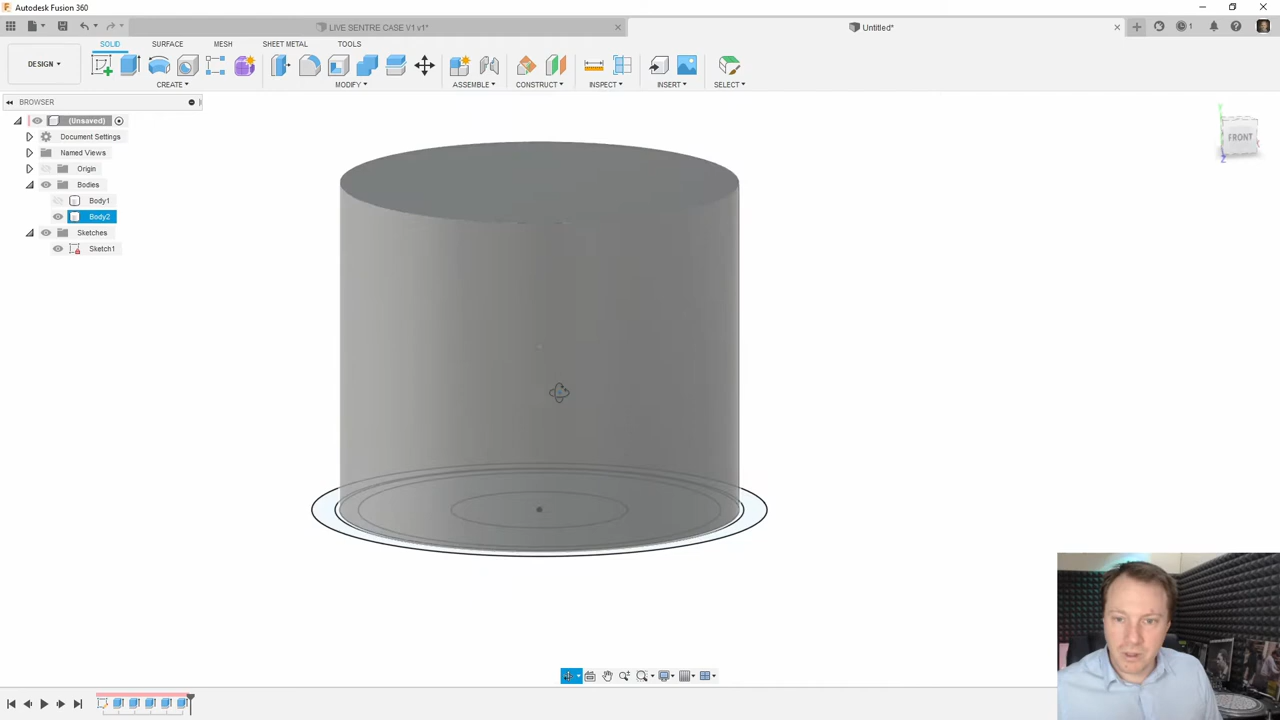 Autodesk Fusion 360
LIVE SENTRE CASE V1 v1*
Untitled*
1
DESIGN
SOLID
SURFACE
MESH
SHEET METAL
TOOLS
CREATE
MODIFY
ASSEMBLE
CONSTRUCT
INSPECT
INSERT
SELECT
BROWSER
(Unsaved)
Document Settings
Named Views
Origin
Bodies
Body1
Body2
Sketches
Sketch1
Y
FRONT
Z